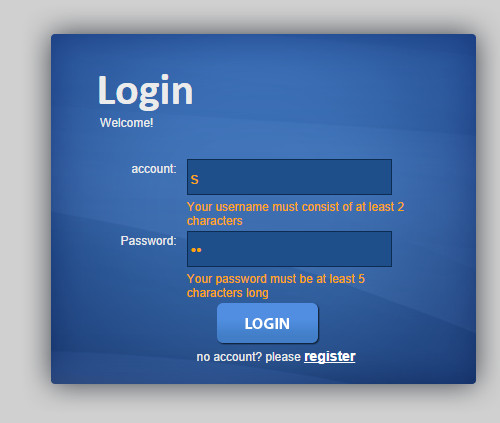 Login
Welcome!
account:
S
Your username must consist of at least 2
characters
Password:
••
Your password must be at least 5
characters long
LOGIN
no account? please register